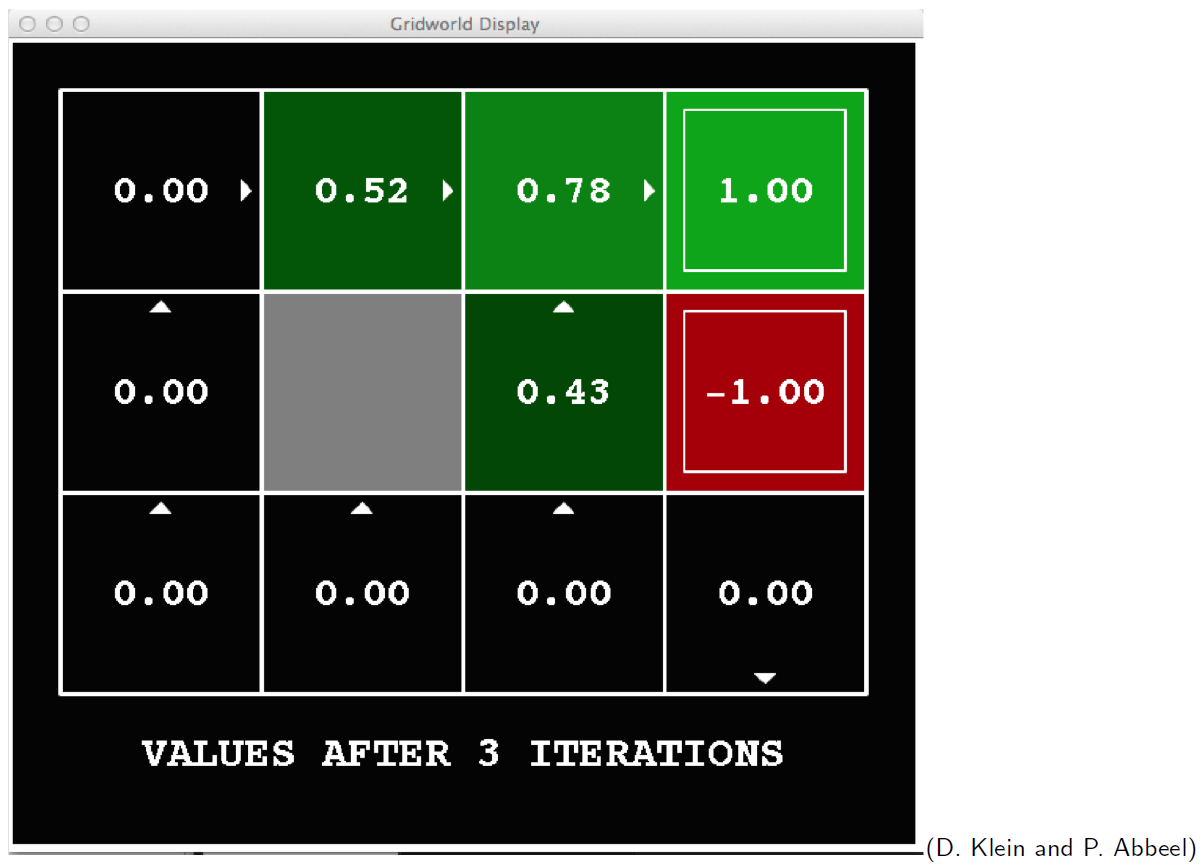 Gridworld Display
0.00 0.52 0.78 1.00
0.00 0.43 -1.00
0.00 0.00 0.00 0.00
VALUES AFTER 3 ITERATIONS
(D. Klein and P. Abbeel)